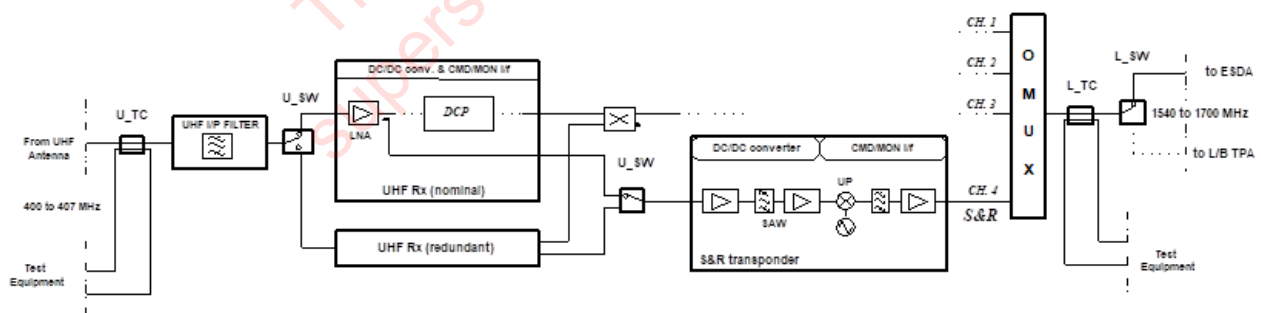 U_TC
From UHF
Antenna
400 to 407 MHz
Test
Equipment
UHF I/P FILTER
U_SW
DC/DC conv. & CMD/MON I/f
LNA
DCP
UHF Rx (nominal)
UHF Rx (redundant)
U_SW
DC/DC converter
CMD/MON I/f
SAW
UP
S&R transponder
CH. 1
CH. 2
CH. 3
CH. 4
S&R
O
M
U
X
L_TC
L_SW
to ESDA
1540 to 1700 MHz
to L/B TPA
Test
Equipment
supers